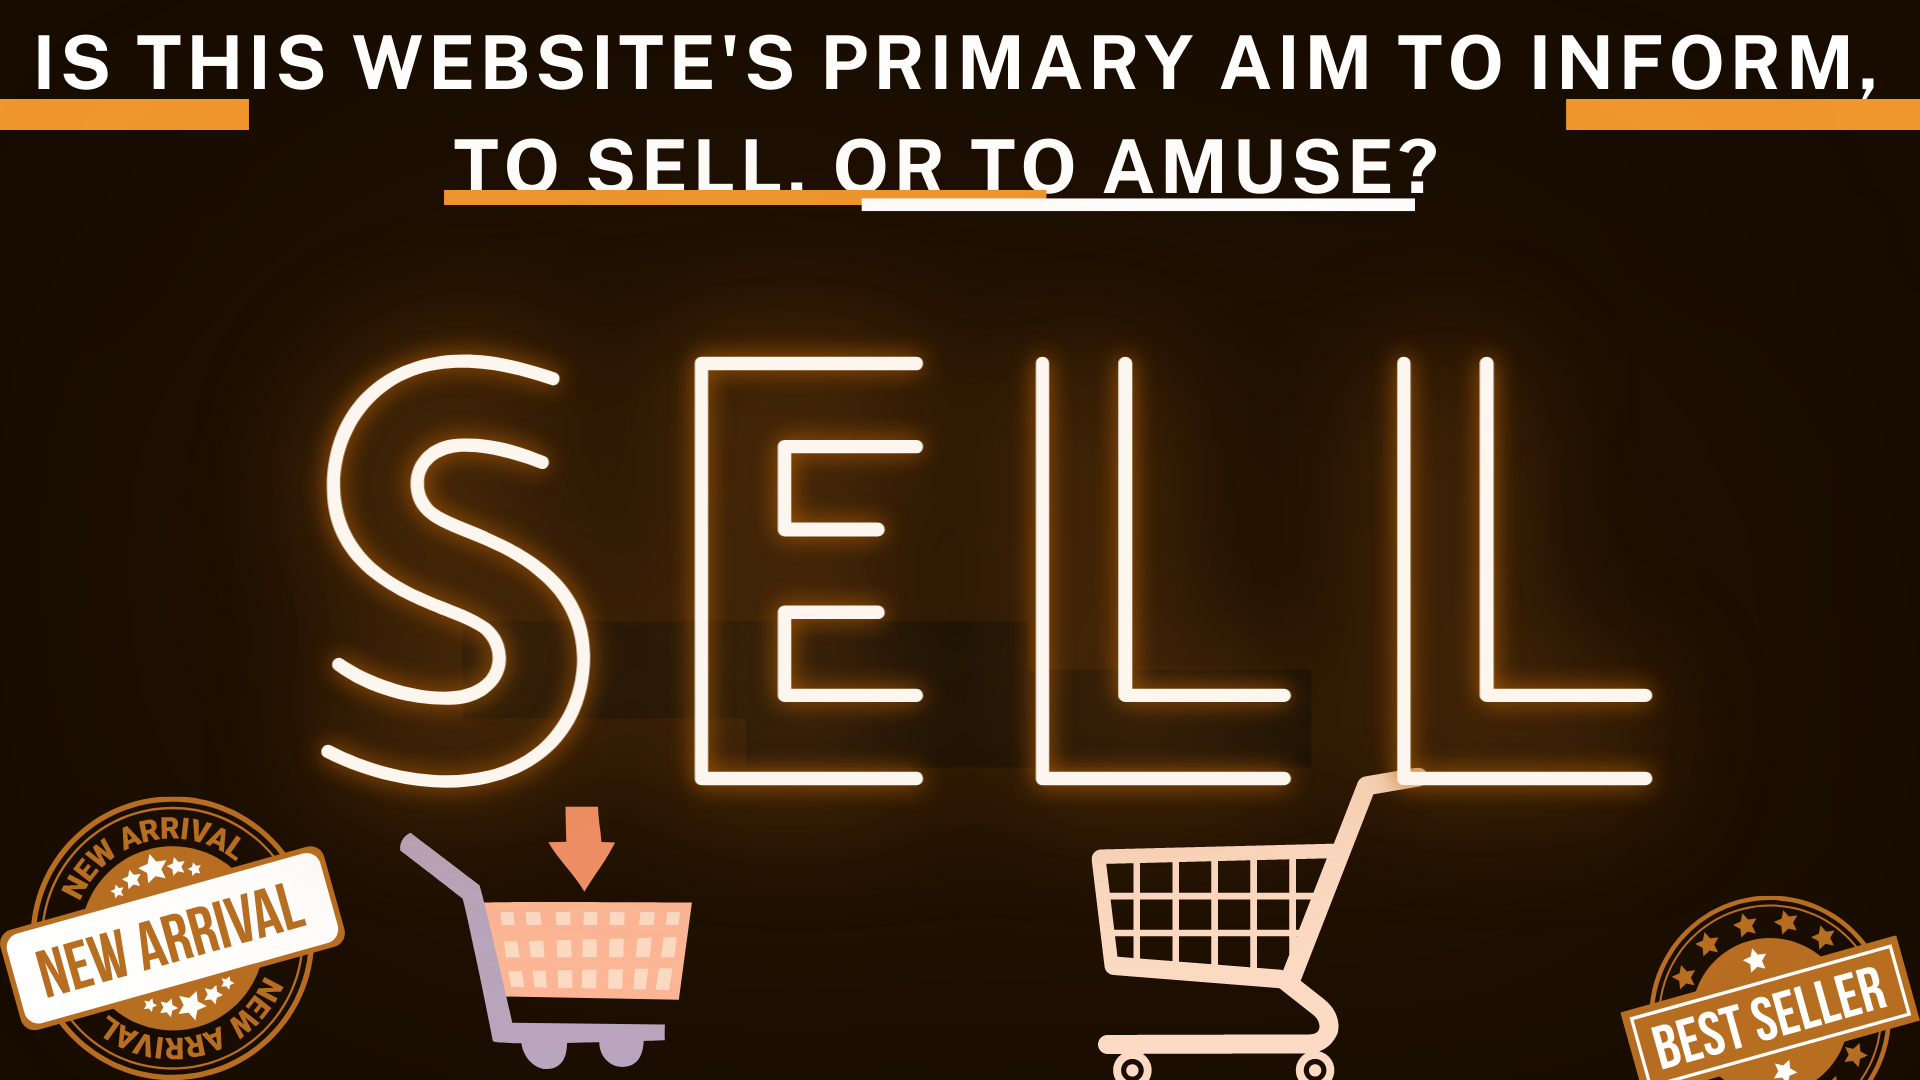 IS THIS WEBSITE'S PRIMARY AIM TO INFORM,
TO SELL, OR TO AMUSE?
SELL
NEW ARRIVAL
NEW ARRIVAL
NEW ARRIVAL
BEST SELLER